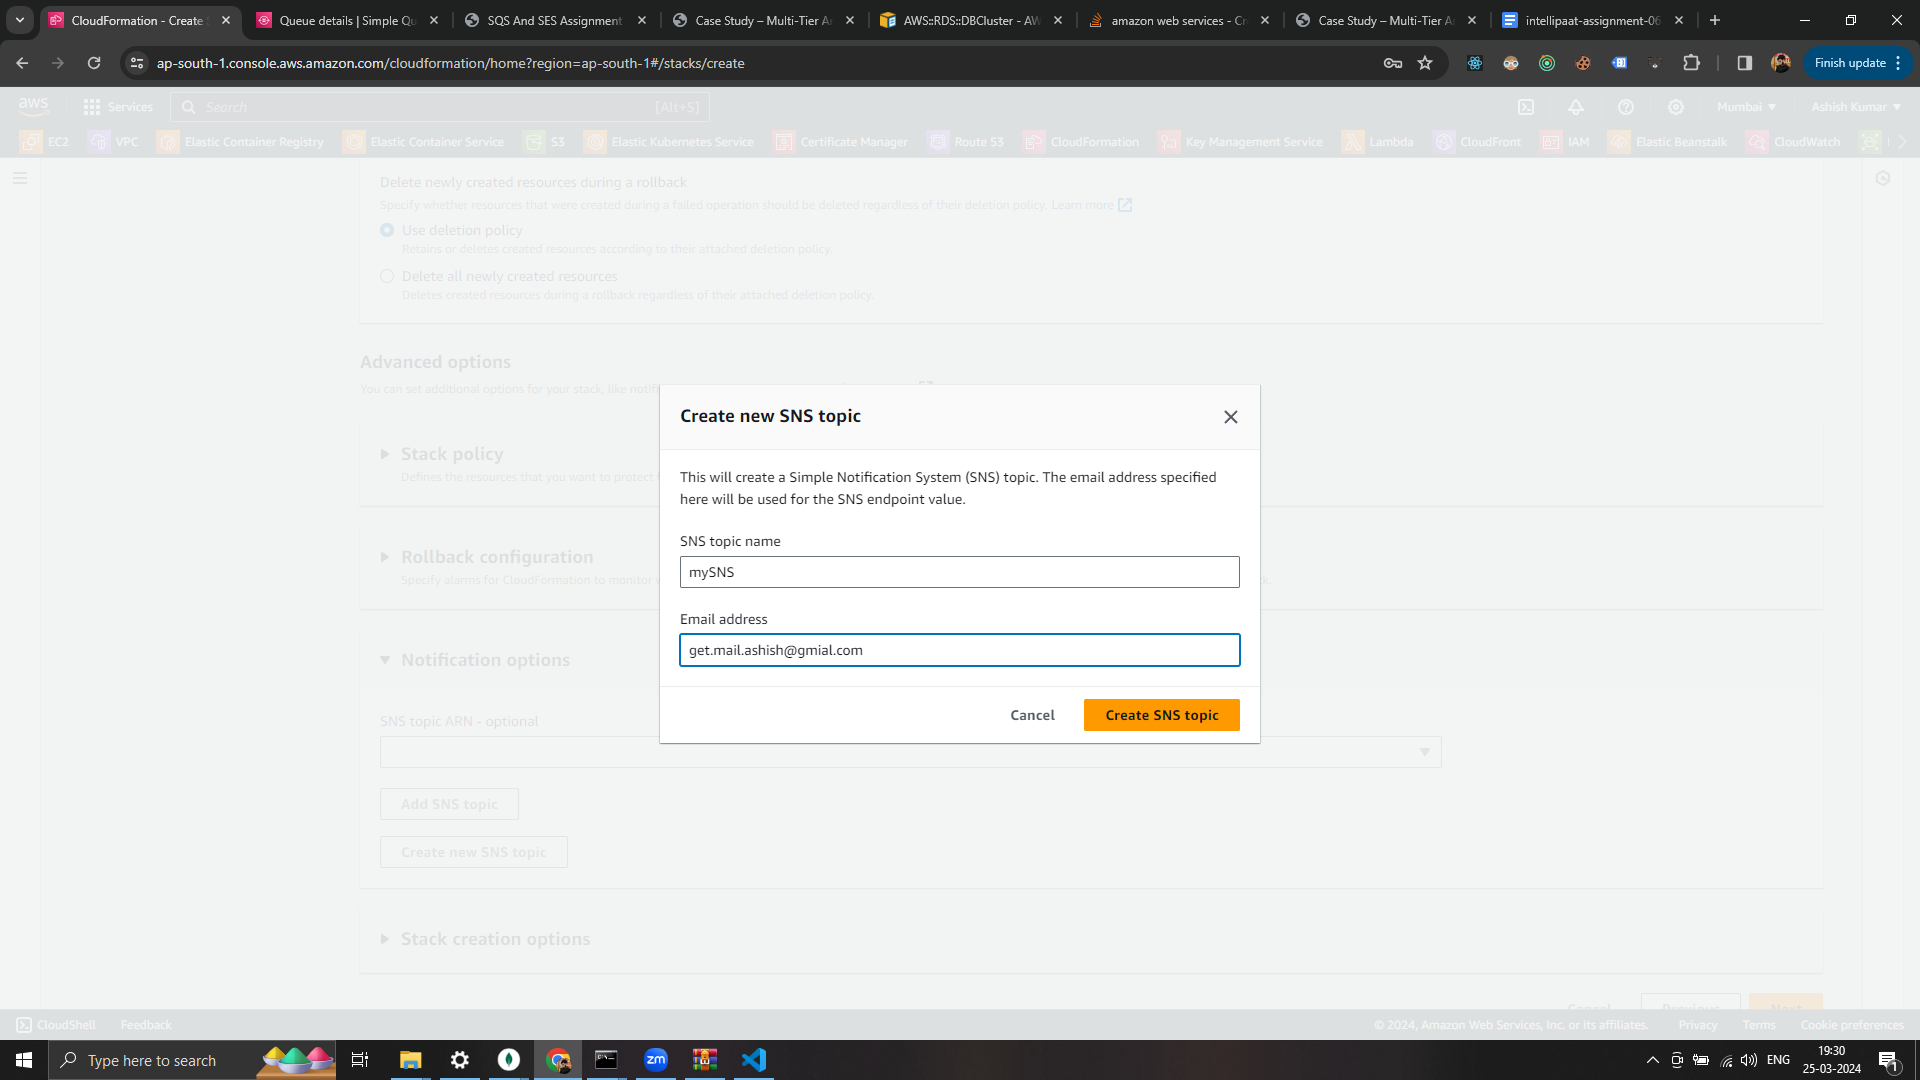 CloudFormation - Create S
Queue details | Simple Qu
SQS And SES Assignment
Case Study – Multi-Tier Ar
AWS::RDS::DBCluster - AW
amazon web services - Cr
Case Study – Multi-Tier Ar
intellipaat-assignment-06
ap-south-1.console.aws.amazon.com/cloudformation/home?region=ap-south-1#/stacks/create
Finish update
aws
Services
Search
[Alt+S]
Mumbai
Ashish Kumar
EC2
VPC
Elastic Container Registry
Elastic Container Service
S3
Elastic Kubernetes Service
Certificate Manager
Route 53
CloudFormation
Key Management Service
Lambda
CloudFront
IAM
Elastic Beanstalk
CloudWatch
Delete newly created resources during a rollback
Specify whether resources that were created during a failed operation should be deleted regardless of their deletion policy. Learn more
Use deletion policy
Retains or deletes created resources according to their attached deletion policy.
Delete all newly created resources
Deletes created resources during a rollback regardless of their attached deletion policy.
Advanced options
You can set additional options for your stack, like notifi
Create new SNS topic
This will create a Simple Notification System (SNS) topic. The email address specified
here will be used for the SNS endpoint value.
SNS topic name
mySNS
Email address
get.mail.ashish@gmial.com
Cancel
Create SNS topic
Stack policy
Defines the resources that you want to protect
Rollback configuration
Specify alarms for CloudFormation to monitor
Notification options
SNS topic ARN - optional
Add SNS topic
Create new SNS topic
Stack creation options
Cancel
Previous
Next
CloudShell
Feedback
© 2024, Amazon Web Services, Inc. or its affiliates.
Privacy
Terms
Cookie preferences
Type here to search
zm
ENG
19:30
25-03-2024
1